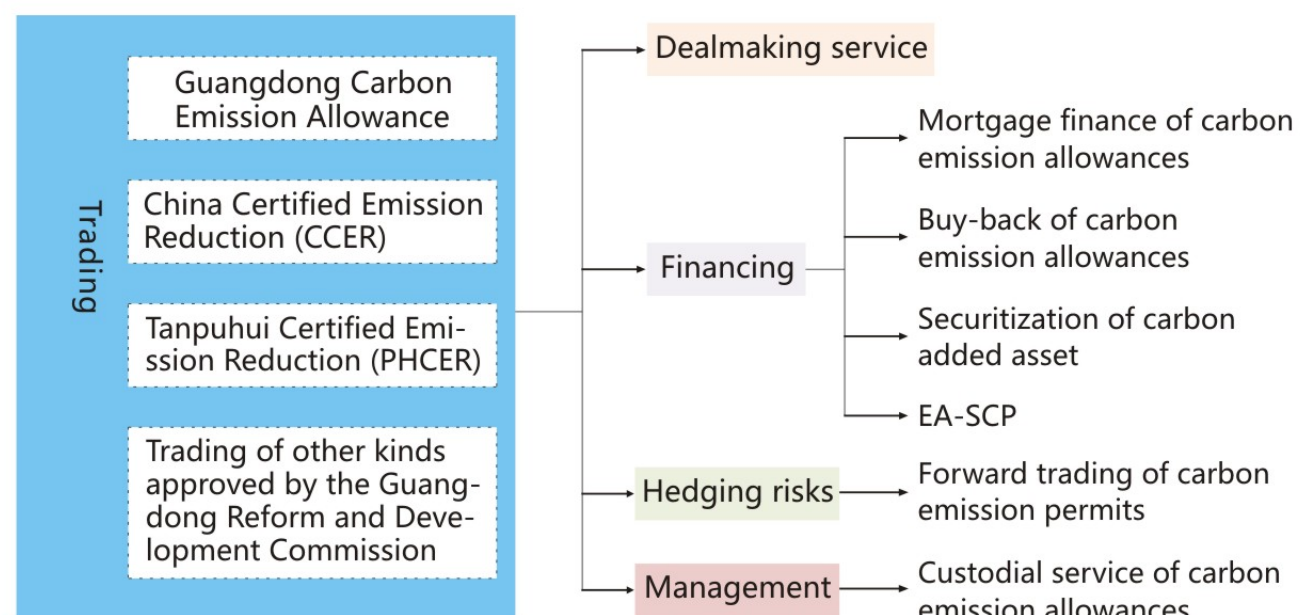 Trading
Guangdong Carbon
Emission Allowance
China Certified Emission
Reduction (CCER)
Tanpuhui Certified Emi-
ssion Reduction (PHCER)
Trading of other kinds
approved by the Guang-
dong Reform and Deve-
lopment Commission
Dealmaking service
Financing
Mortgage finance of carbon
emission allowances
Buy-back of carbon
emission allowances
Securitization of carbon
added asset
EA-SCP
Hedging risks
Forward trading of carbon
emission permits
Management
Custodial service of carbon
emission allowances